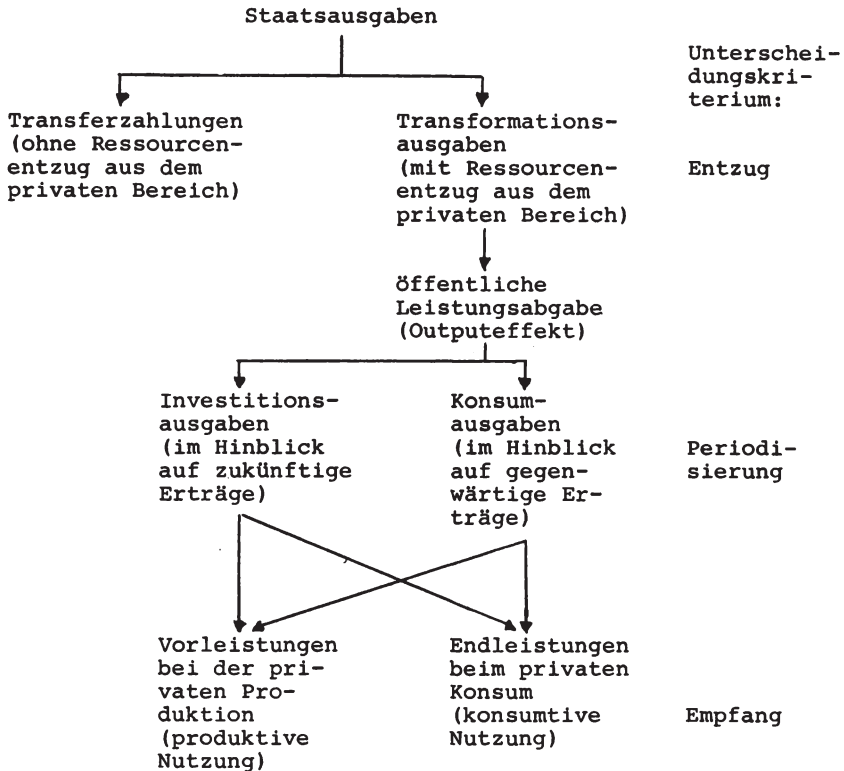 Staatsausgaben
Unterschei-
dungskri-
terium:
Transferzahlungen
(ohne Ressourcen-
entzug aus dem
privaten Bereich)
Transformations-
ausgaben
(mit Ressourcen-
entzug aus dem
privaten Bereich)
Entzug
öffentliche
Leistungsabgabe
(Outputeffekt)
Investitions-
ausgaben
(im Hinblick
auf zukünftige
Erträge)
Konsum-
ausgaben
(im Hinblick
auf gegen-
wärtige Er-
träge)
Periodi-
sierung
Vorleistungen
bei der pri-
vaten Pro-
duktion
(produktive
Nutzung)
Endleistungen
beim privaten
Konsum
(konsumtive
Nutzung)
Empfang